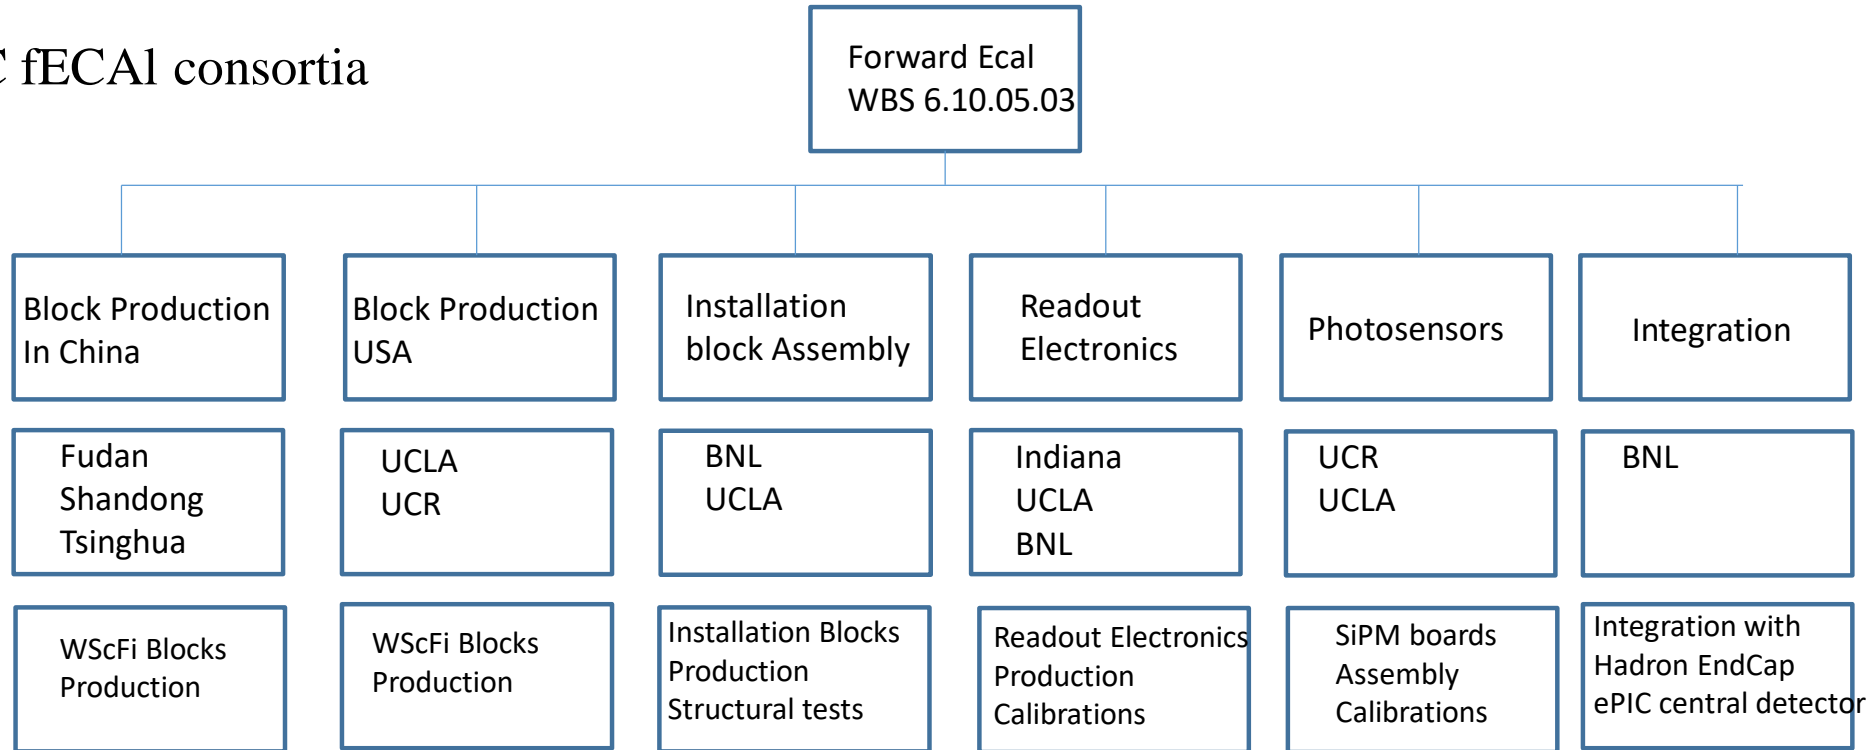 C fECAl consortia
Forward Ecal
WBS 6.10.05.03
Block Production
In China
Block Production
USA
Installation
block Assembly
Readout
Electronics
Photosensors
Integration
Fudan
Shandong
Tsinghua
UCLA
UCR
BNL
UCLA
Indiana
UCLA
BNL
UCR
UCLA
BNL
WScFi Blocks
Production
WScFi Blocks
Production
Installation Blocks
Production
Structural tests
Readout Electronics
Production
Calibrations
SiPM boards
Assembly
Calibrations
Integration with
Hadron EndCap
ePIC central detector